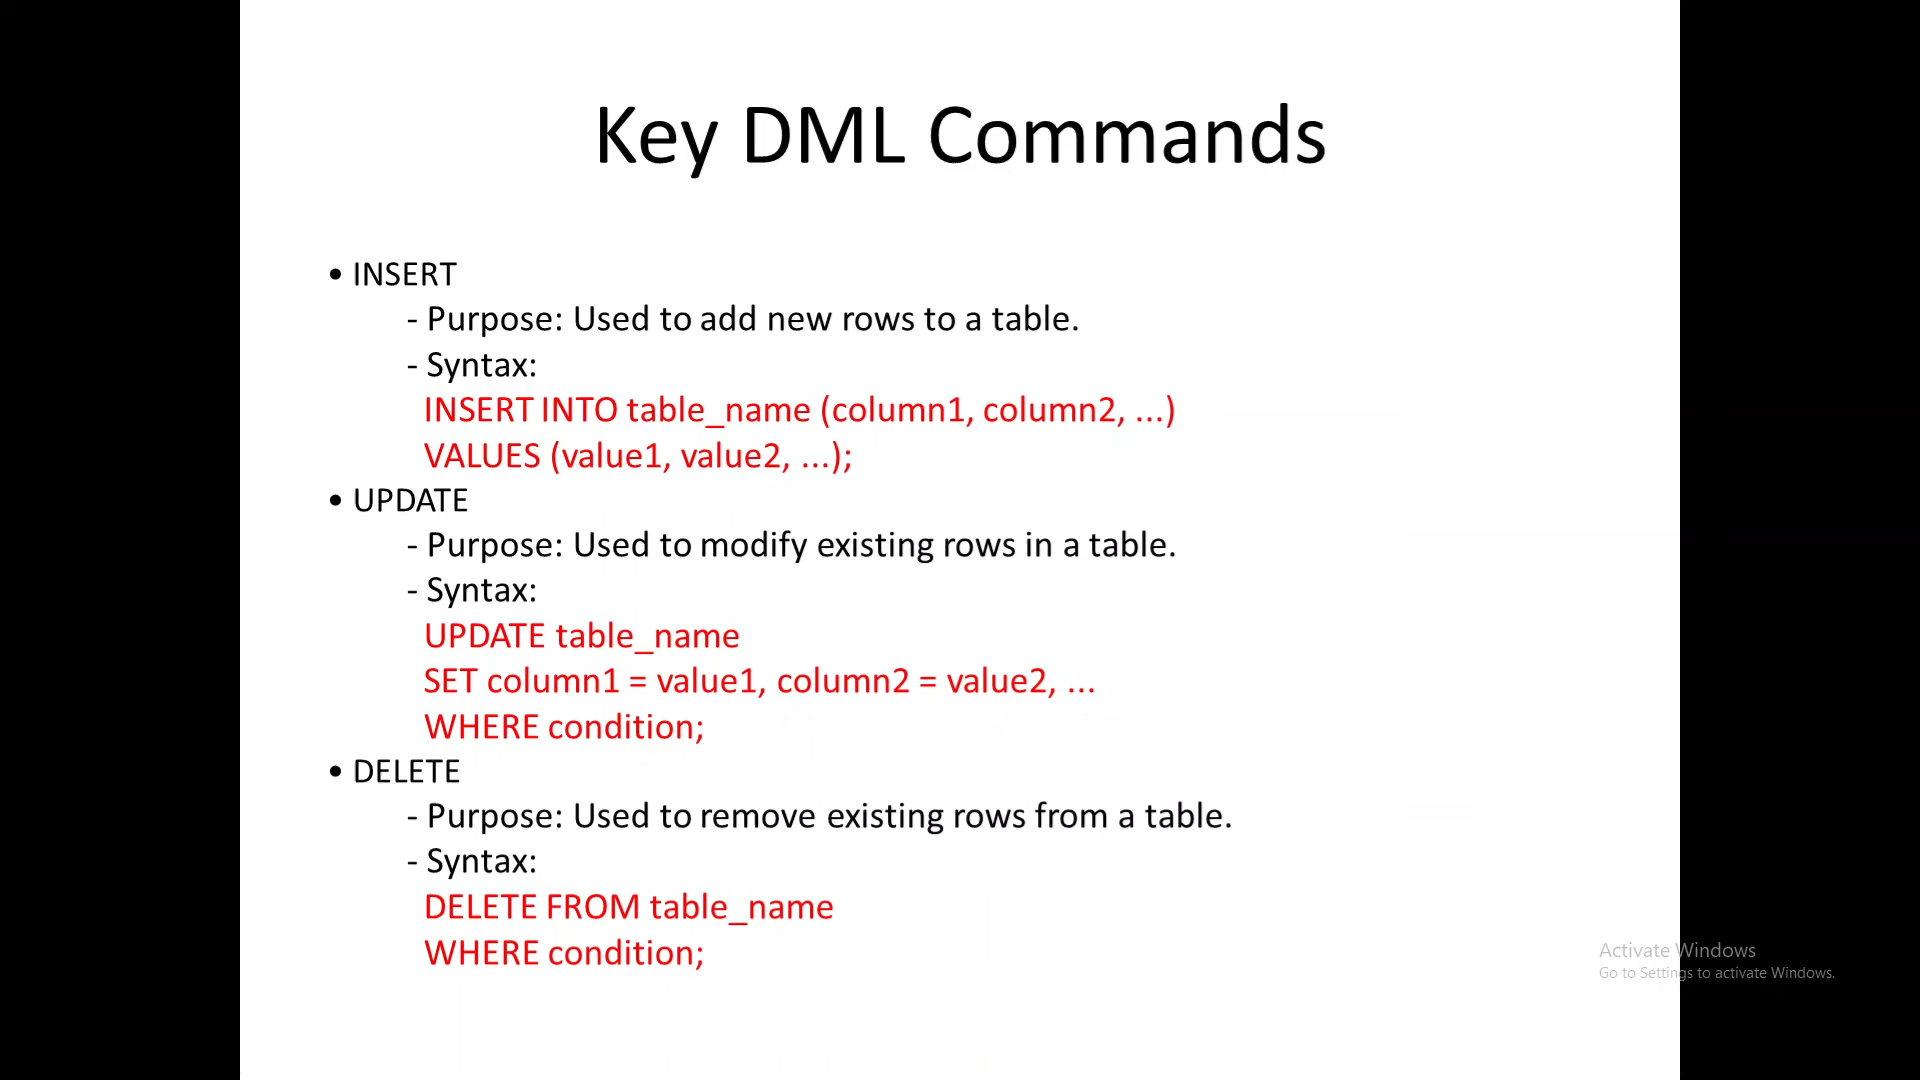 Key DML Commands
• INSERT
- Purpose: Used to add new rows to a table.
- Syntax:
INSERT INTO table_name (column1, column2, ...)
VALUES (value1, value2, ...);
• UPDATE
- Purpose: Used to modify existing rows in a table.
- Syntax:
UPDATE table_name
SET column1 = value1, column2 = value2, ...
WHERE condition;
• DELETE
- Purpose: Used to remove existing rows from a table.
- Syntax:
DELETE FROM table_name
WHERE condition;
Activate Windows
Go to Settings to activate Windows.